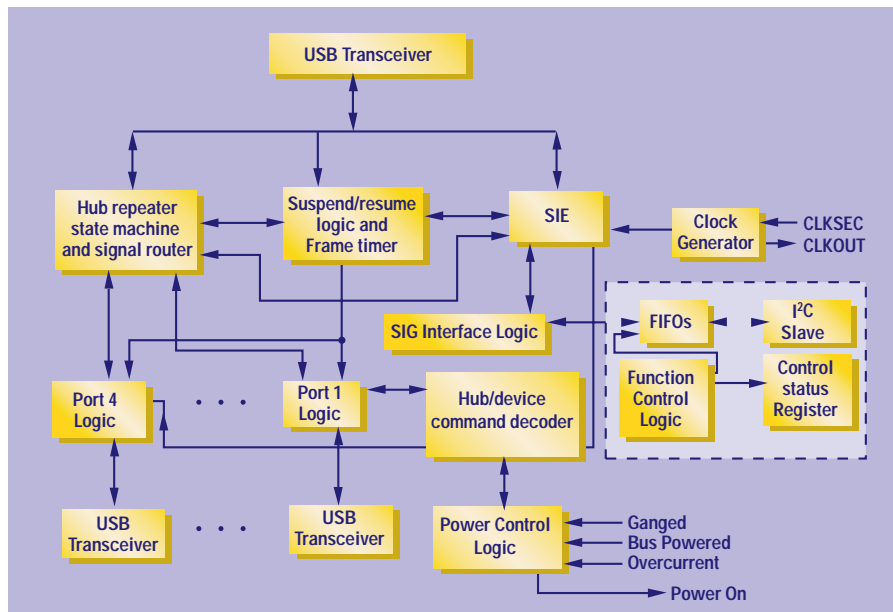 USB Transceiver
Hub repeater
state machine
and signal router
Suspend/resume
logic and
Frame timer
SIE
Clock
Generator
CLKSEC
CLKOUT
SIG Interface Logic
FIFOs
I²C
Slave
Function
Control
Logic
Control
status
Register
Port 4
Logic
. . .
Port 1
Logic
Hub/device
command decoder
USB
Transceiver
. . .
USB
Transceiver
Power Control
Logic
Ganged
Bus Powered
Overcurrent
Power On